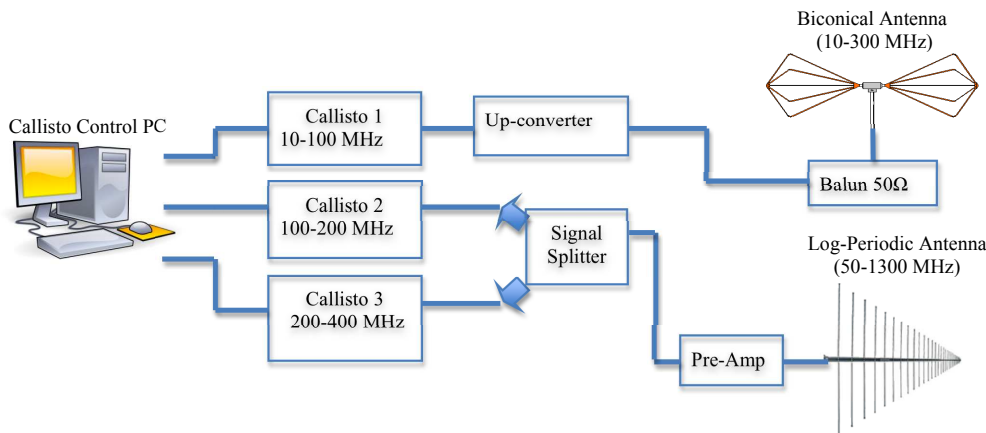 Biconical Antenna
(10-300 MHz)
Callisto Control PC
Callisto 1
10-100 MHz
Up-converter
Balun 50Ω
Callisto 2
100-200 MHz
Signal
Splitter
Log-Periodic Antenna
(50-1300 MHz)
Callisto 3
200-400 MHz
Pre-Amp